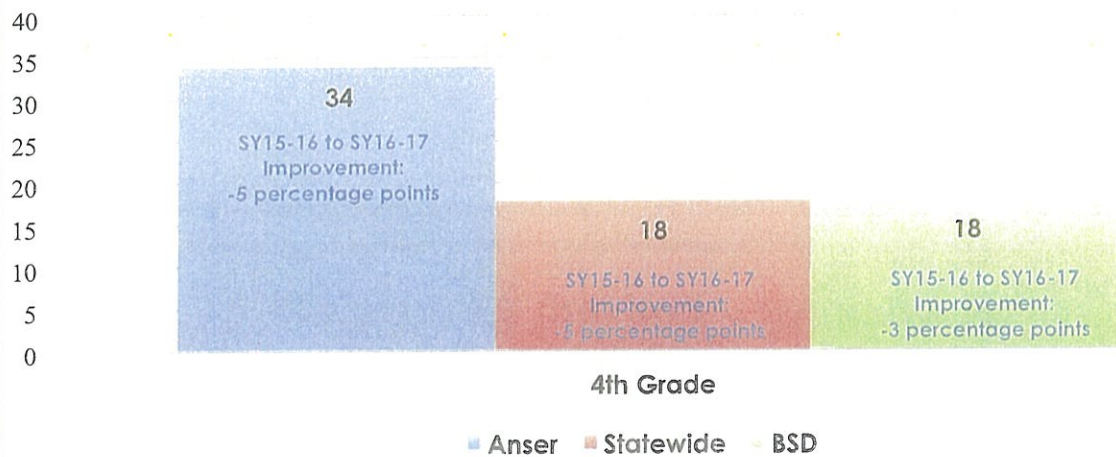 40
35
30
25
20
15
10
5
0
34
SY15-16 to SY16-17
Improvement:
-5 percentage points
18
SY15-16 to SY16-17
Improvement:
-5 percentage points
18
SY15-16 to SY16-17
Improvement:
-3 percentage points
4th Grade
Anser Statewide BSD